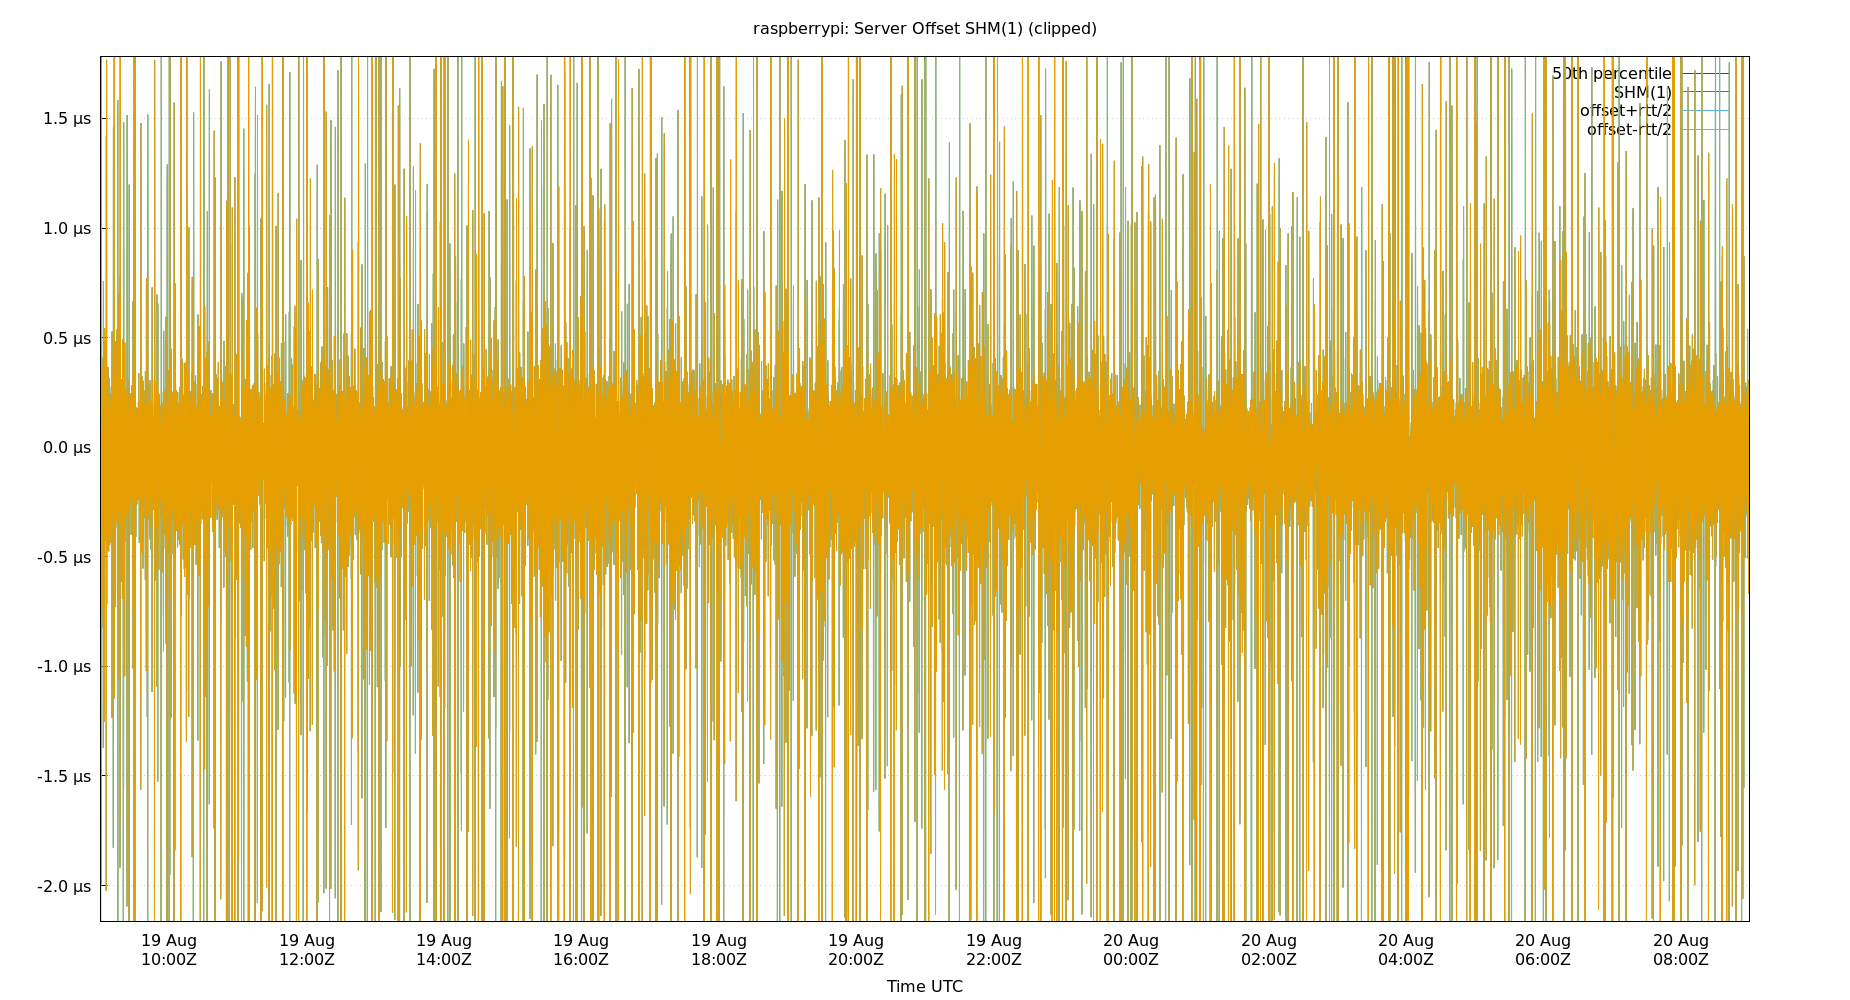 raspberrypi: Server Offset SHM(1) (clipped)
50th percentile
SHM(1)
offset+rtt/2
offset-rtt/2
1.5 µs
1.0 µs
0.5 µs
0.0 µs
-0.5 µs
-1.0 µs
-1.5 µs
-2.0 µs
19 Aug 19 Aug 19 Aug 19 Aug 19 Aug 19 Aug 19 Aug 20 Aug 20 Aug 20 Aug 20 Aug 20 Aug
10:00Z 12:00Z 14:00Z 16:00Z 18:00Z 20:00Z 22:00Z 00:00Z 02:00Z 04:00Z 06:00Z 08:00Z
Time UTC